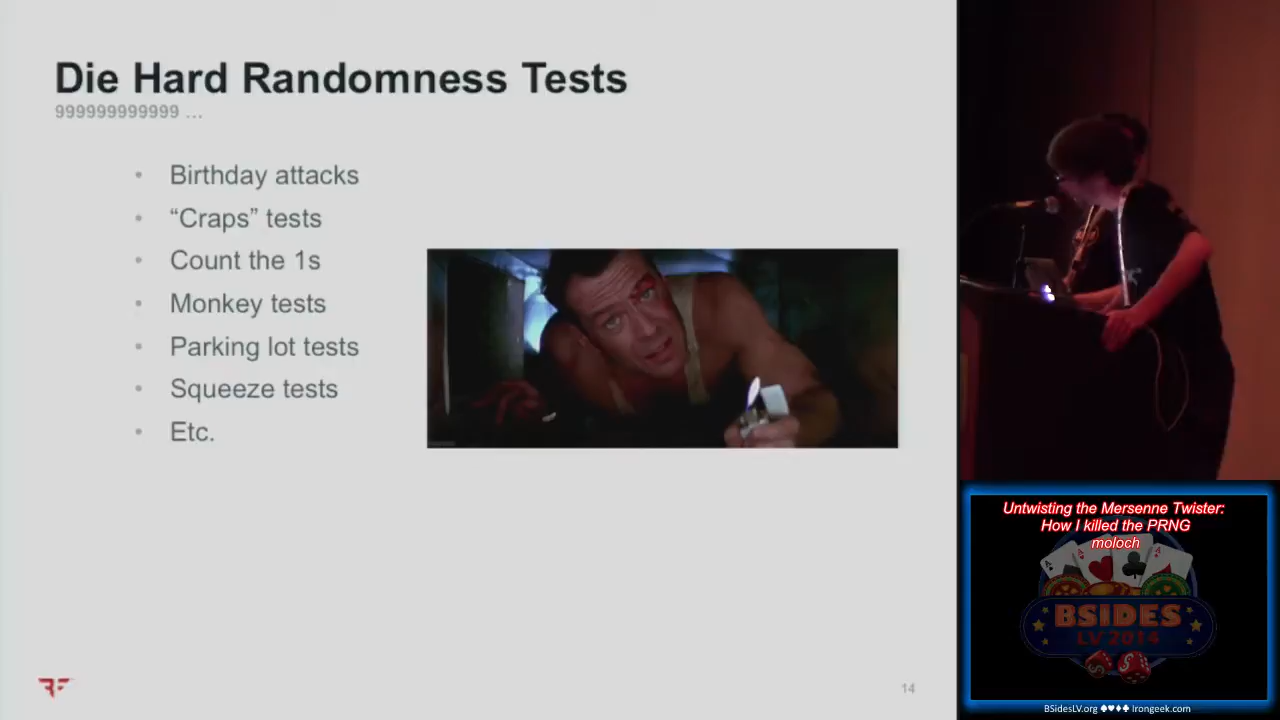 Die Hard Randomness Tests
999999999999 ...
• Birthday attacks
• “Craps” tests
• Count the 1s
• Monkey tests
• Parking lot tests
• Squeeze tests
• Etc.
14
Untwisting the Mersenne Twister:
How I killed the PRNG
moloch
BSIDES
LV 2014
BSidesLV.org ♠♥♦♣ Irongeek.com